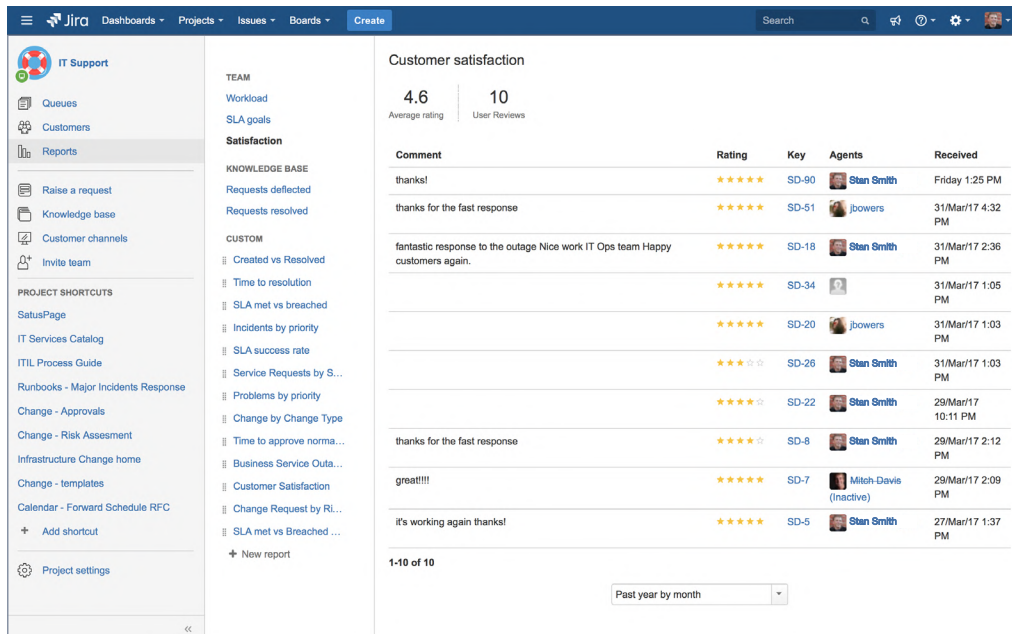 Jira Dashboards Projects Issues Boards Create Search
IT Support
Queues
Customers
Reports
Raise a request
Knowledge base
Customer channels
Invite team
PROJECT SHORTCUTS
SatusPage
IT Services Catalog
ITIL Process Guide
Runbooks - Major Incidents Response
Change - Approvals
Change - Risk Assesment
Infrastructure Change home
Change - templates
Calendar - Forward Schedule RFC
+ Add shortcut
Project settings
«
TEAM
Workload
SLA goals
Satisfaction
KNOWLEDGE BASE
Requests deflected
Requests resolved
CUSTOM
Created vs Resolved
Time to resolution
SLA met vs breached
Incidents by priority
SLA success rate
Service Requests by S...
Problems by priority
Change by Change Type
Time to approve norma...
Business Service Outa...
Customer Satisfaction
Change Request by Ri...
SLA met vs Breached ...
+ New report
Customer satisfaction
4.6 10
Average rating User Reviews
Comment Rating Key Agents Received
thanks! ★★★★★ SD-90 Stan Smith Friday 1:25 PM
thanks for the fast response ★★★★★ SD-51 jbowers 31/Mar/17 4:32
PM
fantastic response to the outage Nice work IT Ops team Happy ★★★★★ SD-18 Stan Smith 31/Mar/17 2:36
customers again. PM
★★★★★ SD-34 31/Mar/17 1:05
PM
★★★★★ SD-20 jbowers 31/Mar/17 1:03
PM
★★★☆☆ SD-26 Stan Smith 31/Mar/17 1:03
PM
★★★★☆ SD-22 Stan Smith 29/Mar/17
10:11 PM
thanks for the fast response ★★★★☆ SD-8 Stan Smith 29/Mar/17 2:12
PM
great!!!! ★★★★★ SD-7 Mitch Davis 29/Mar/17 2:09
(Inactive) PM
it's working again thanks! ★★★★★ SD-5 Stan Smith 27/Mar/17 1:37
PM
1-10 of 10
Past year by month